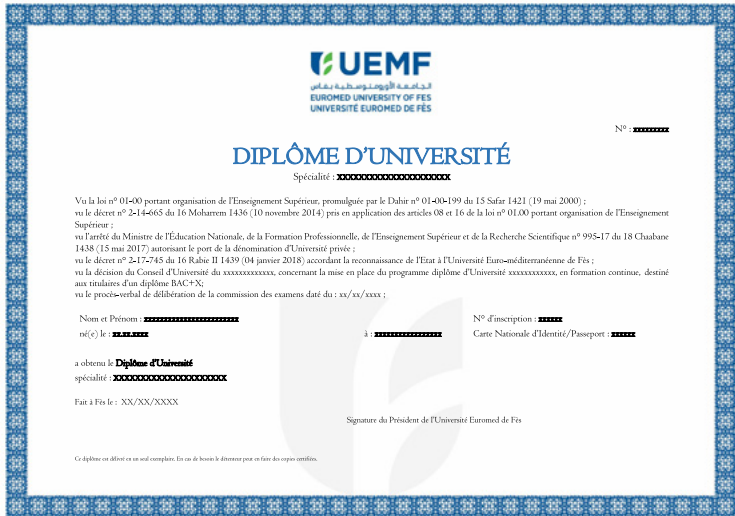 UEMF
الجامعة الأورومتوسطية بفاس
EUROMED UNIVERSITY OF FES
UNIVERSITÉ EUROMED DE FÈS
N° : xxxxxxxxx
DIPLÔME D'UNIVERSITÉ
Spécialité : XXXXXXXXXXXXXXXXXXXXX
Vu la loi n° 01-00 portant organisation de l'Enseignement Supérieur, promulguée par le Dahir n° 01-00-199 du 15 Safar 1421 (19 mai 2000) ;
vu le décret n° 2-14-665 du 16 Moharrem 1436 (10 novembre 2014) pris en application des articles 08 et 16 de la loi n° 01.00 portant organisation de l'Enseignement
Supérieur ;
vu l'arrêté du Ministre de l'Éducation Nationale, de la Formation Professionnelle, de l'Enseignement Supérieur et de la Recherche Scientifique n° 995-17 du 18 Chaabane
1438 (15 mai 2017) autorisant le port de la dénomination d'Université privée ;
vu le décret n° 2-17-745 du 16 Rabie II 1439 (04 janvier 2018) accordant la reconnaissance de l'Etat à l'Université Euro-méditerranéenne de Fès ;
vu la décision du Conseil d'Université du xxxxxxxxxxxxx, concernant la mise en place du programme diplôme d'Université xxxxxxxxxxxx, en formation continue, destiné
aux titulaires d'un diplôme BAC+X;
vu le procès-verbal de délibération de la commission des examens daté du : xx/xx/xxxx ;
Nom et Prénom : xxxxxxxxxxxxxxxxxxxxxxx N° d'inscription : xxxxxx
né(e) le : xx.xx.xxxx à : xxxxxxxxxxxxxxxx Carte Nationale d'Identité/Passeport : xxxxxx
a obtenu le Diplôme d'Université
spécialité : XXXXXXXXXXXXXXXXXXXXX
Fait à Fès le : XX/XX/XXXX
Signature du Président de l'Université Euromed de Fès
Ce diplôme est délivré en un seul exemplaire. En cas de besoin le détenteur peut en faire des copies certifiées.